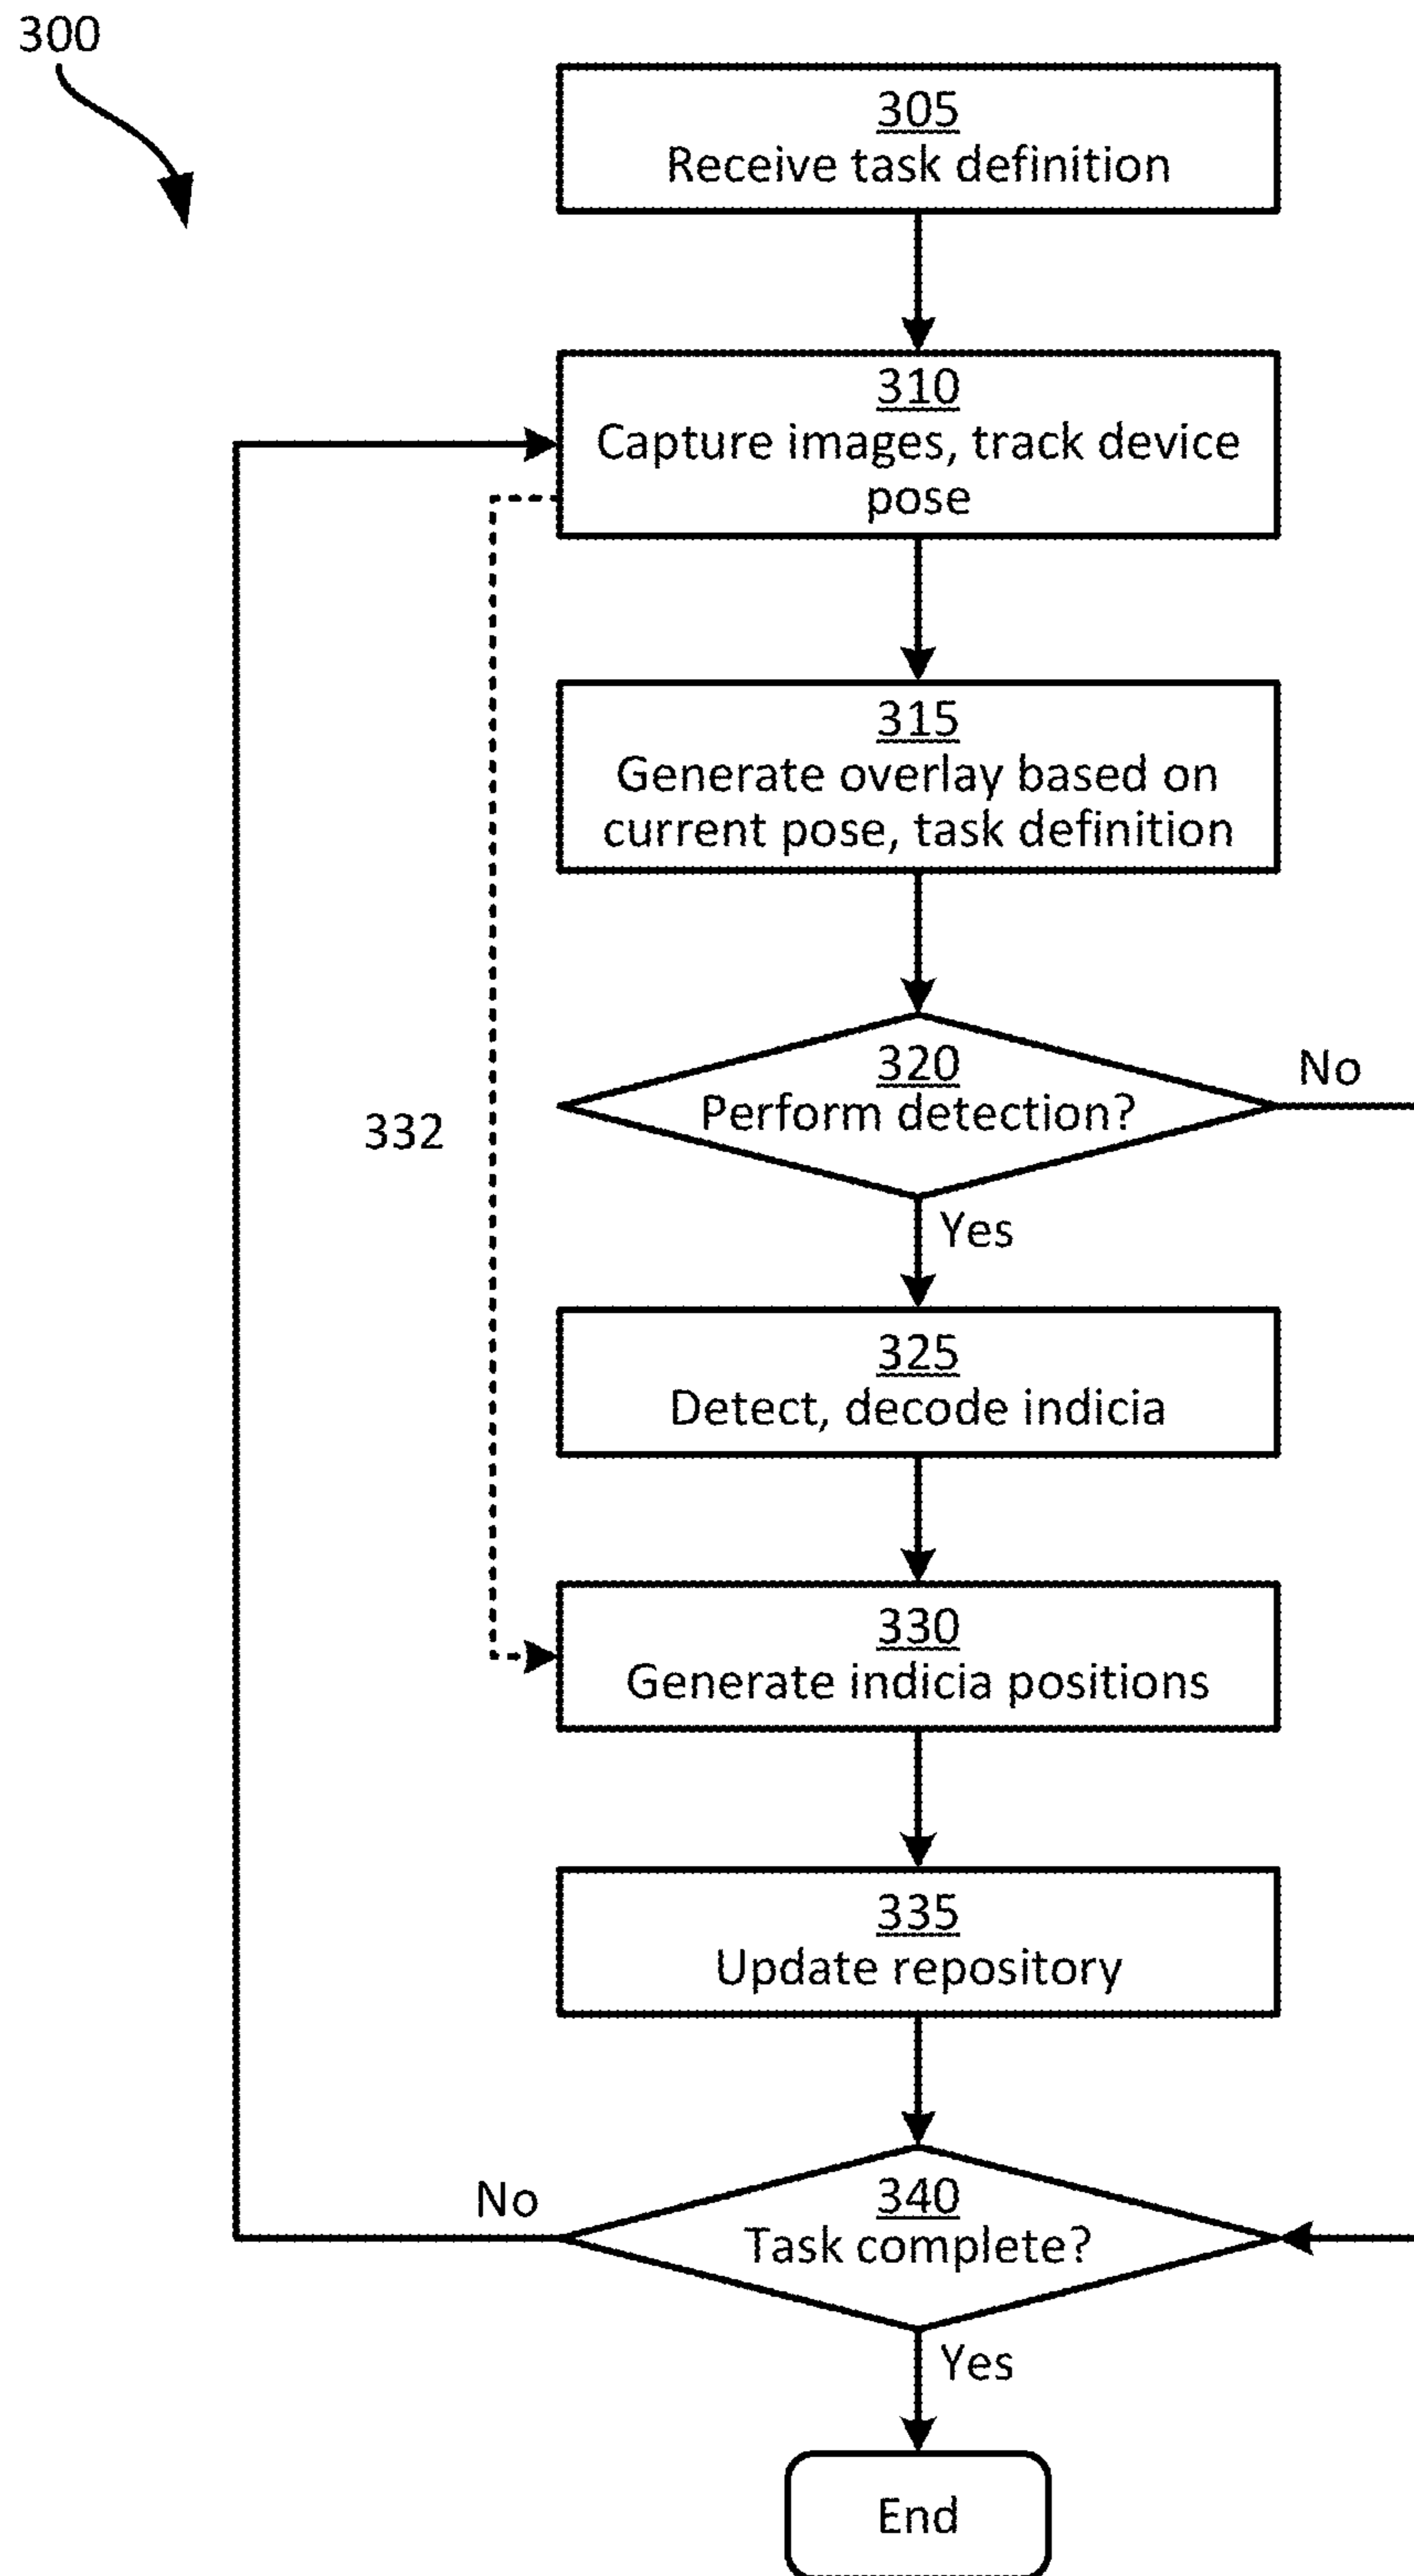 300
305
Receive task definition
310
Capture images, track device
pose
315
Generate overlay based on
current pose, task definition
320
Perform detection?
No
332
Yes
325
Detect, decode indicia
330
Generate indicia positions
335
Update repository
No
340
Task complete?
Yes
End